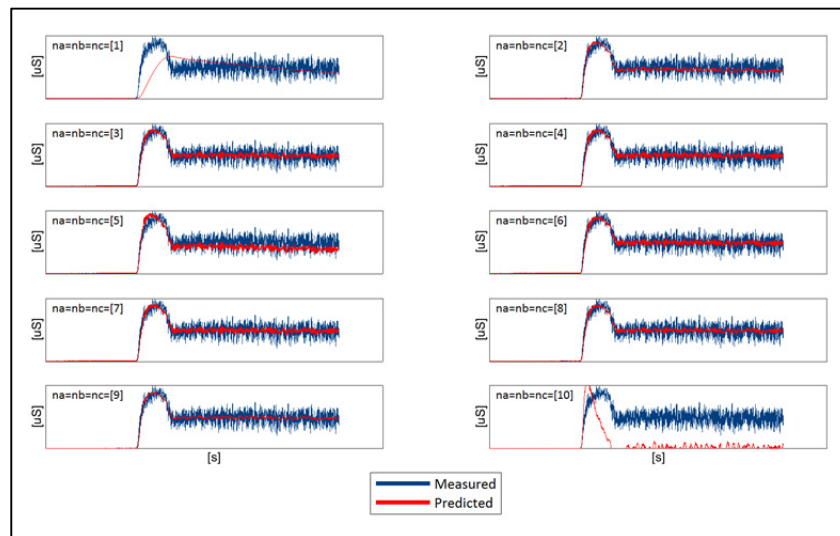 na=nb=nc=[1]
[uS]
na=nb=nc=[2]
[uS]
na=nb=nc=[3]
[uS]
na=nb=nc=[4]
[uS]
na=nb=nc=[5]
[uS]
na=nb=nc=[6]
[uS]
na=nb=nc=[7]
[uS]
na=nb=nc=[8]
[uS]
na=nb=nc=[9]
[uS]
na=nb=nc=[10]
[uS]
[s]
[s]
Measured
Predicted